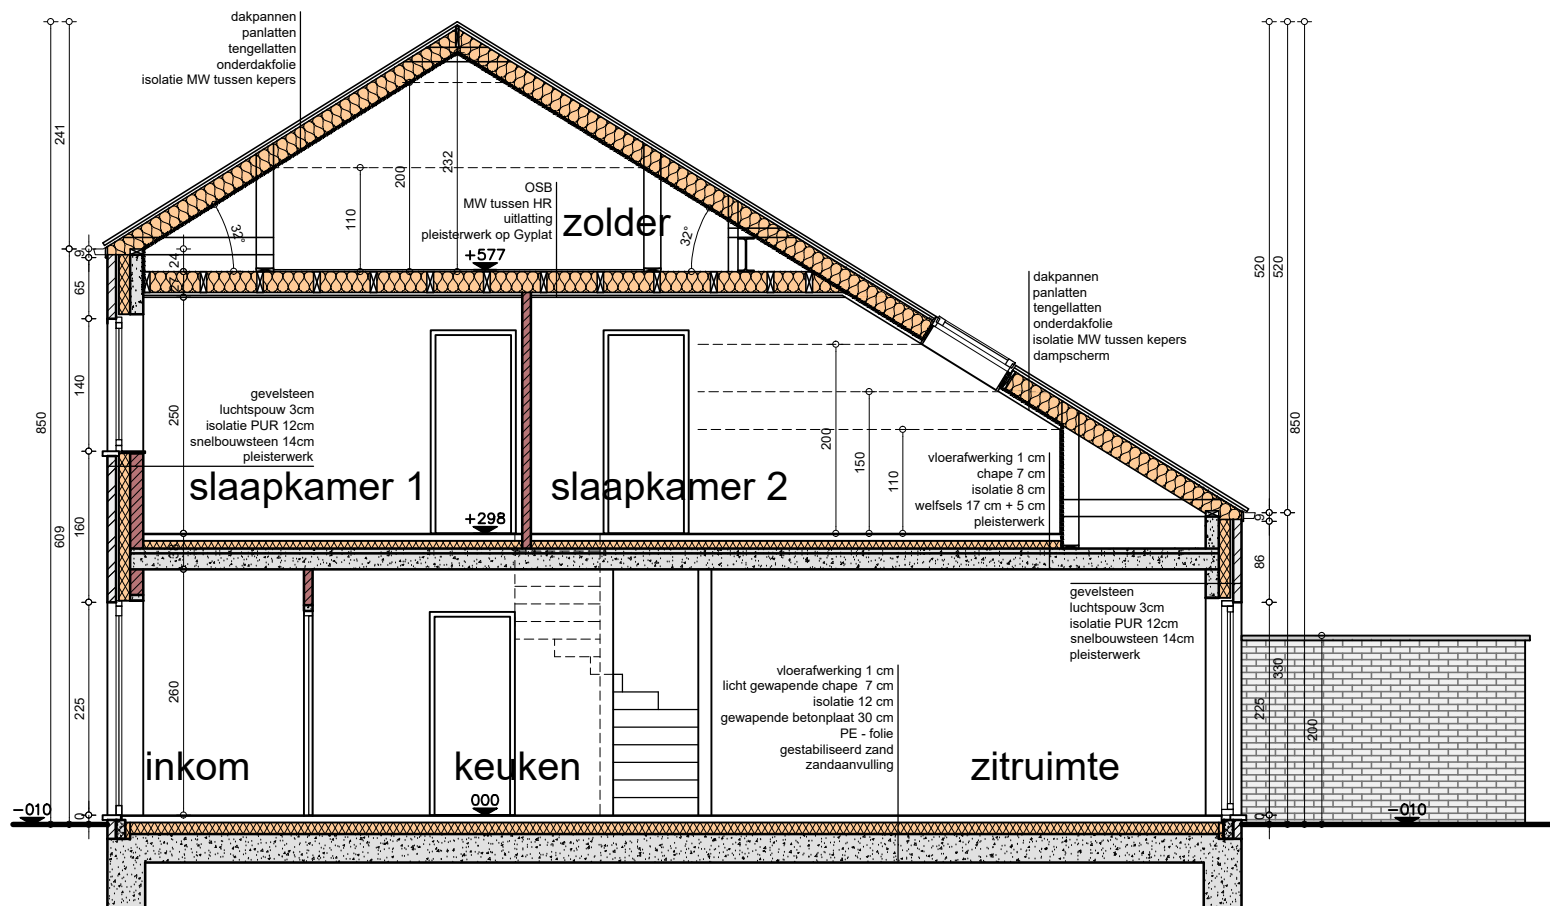 dakpannen
panlatten
tengellatten
onderdakfolie
isolatie MW tussen kepers
241
850
609
9
65
140
160
225
0
24
250
260
110
200
232
32°
32°
OSB
MW tussen HR
uitlatting
pleisterwerk op Gyplat
zolder
+577
dakpannen
panlatten
tengellatten
onderdakfolie
isolatie MW tussen kepers
dampscherm
520
520
850
gevelsteen
luchtspouw 3cm
isolatie PUR 12cm
snelbouwsteen 14cm
pleisterwerk
slaapkamer 1
slaapkamer 2
+298
200
150
110
vloerafwerking 1 cm
chape 7 cm
isolatie 8 cm
welfsels 17 cm + 5 cm
pleisterwerk
9
86
225
0
330
200
gevelsteen
luchtspouw 3cm
isolatie PUR 12cm
snelbouwsteen 14cm
pleisterwerk
vloerafwerking 1 cm
licht gewapende chape 7 cm
isolatie 12 cm
gewapende betonplaat 30 cm
PE - folie
gestabiliseerd zand
zandaanvulling
inkom
keuken
zitruimte
000
-010
-010